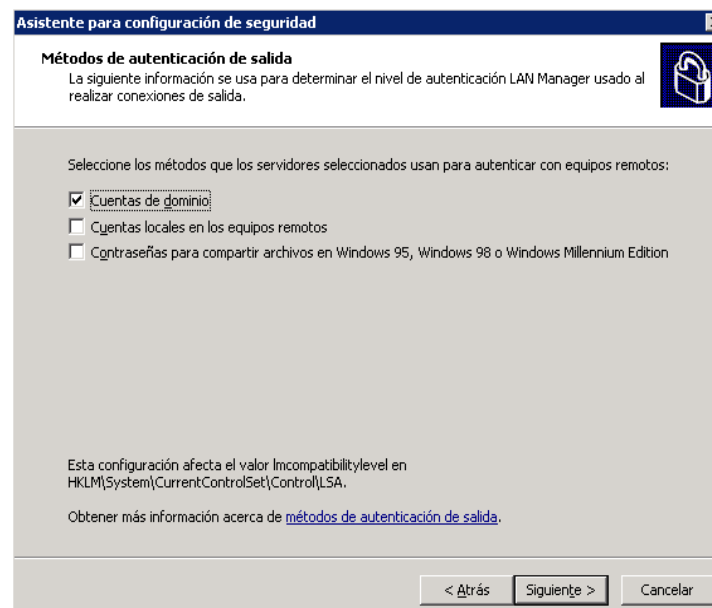 Asistente para configuración de seguridad
Métodos de autenticación de salida
La siguiente información se usa para determinar el nivel de autenticación LAN Manager usado al
realizar conexiones de salida.
Seleccione los métodos que los servidores seleccionados usan para autenticar con equipos remotos:
Cuentas de dominio
Cuentas locales en los equipos remotos
Contraseñas para compartir archivos en Windows 95, Windows 98 o Windows Millennium Edition
Esta configuración afecta el valor lmcompatibilitylevel en
HKLM\System\CurrentControlSet\Control\LSA.
Obtener más información acerca de métodos de autenticación de salida.
< Atrás Siguiente > Cancelar